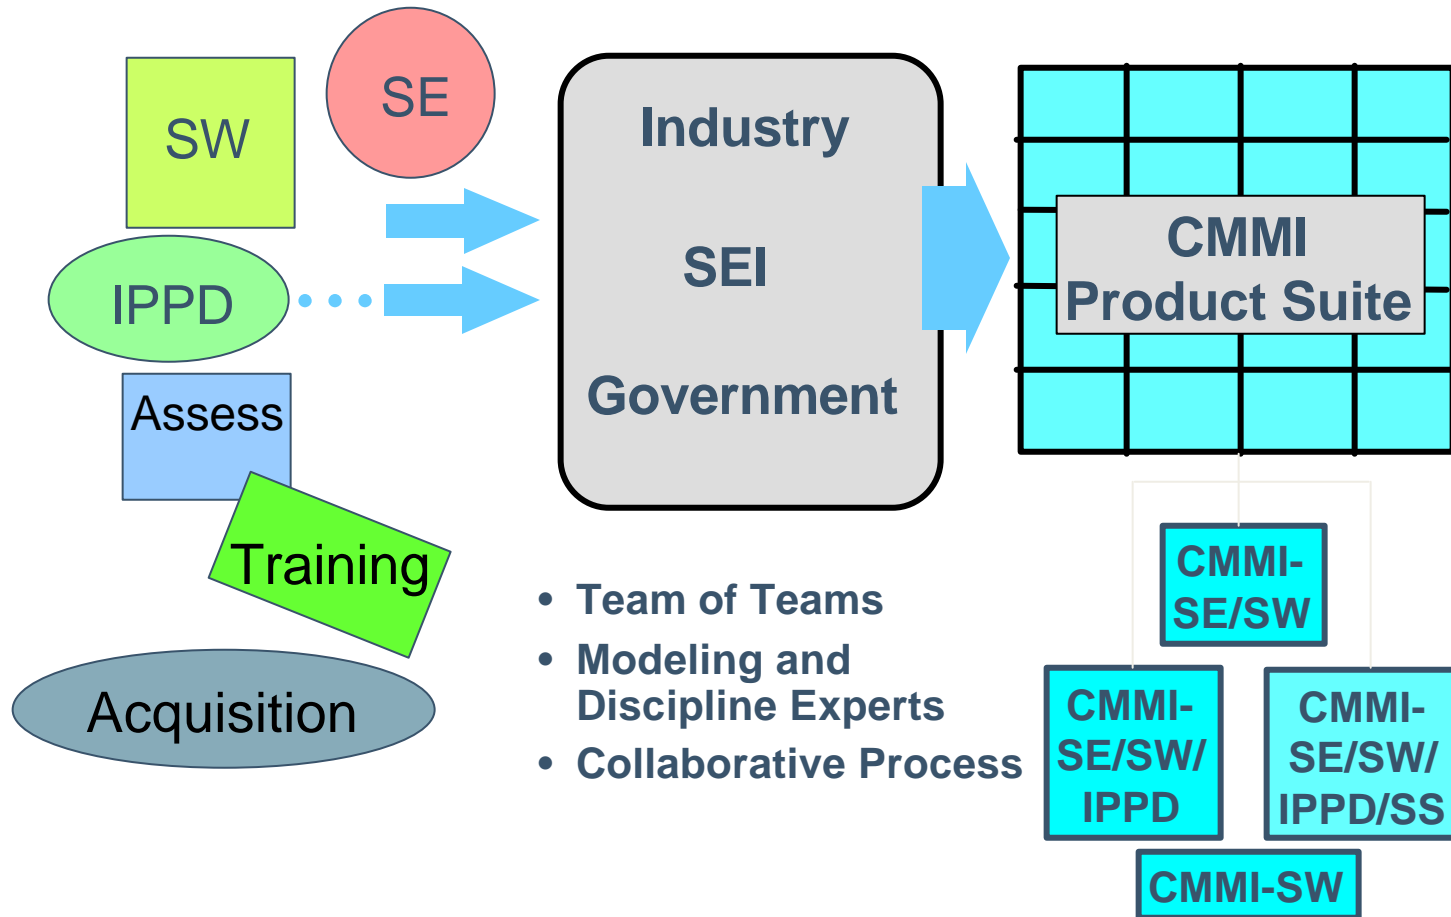 SW
SE
IPPD
Assess
Training
Acquisition
Industry
SEI
Government
• Team of Teams
• Modeling and
Discipline Experts
• Collaborative Process
CMMI
Product Suite
CMMI-
SE/SW
CMMI-
SE/SW/
IPPD
CMMI-
SE/SW/
IPPD/SS
CMMI-SW